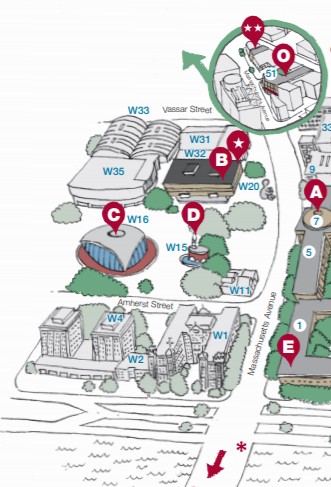 ★★
O
51
W33
Vassar Street
33
W31
★
W32
B
9
W35
W20
A
C
D
W16
7
W15
5
W11
Amherst Street
W4
W1
1
Massachusetts Avenue
W2
E
*